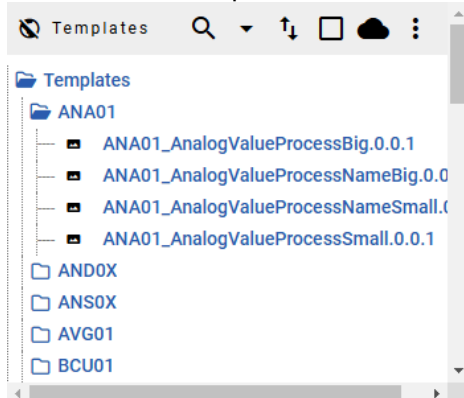 Templates
Templates
ANA01
ANA01_AnalogValueProcessBig.0.0.1
ANA01_AnalogValueProcessNameBig.0.0
ANA01_AnalogValueProcessNameSmall.0
ANA01_AnalogValueProcessSmall.0.0.1
AND0X
ANS0X
AVG01
BCU01